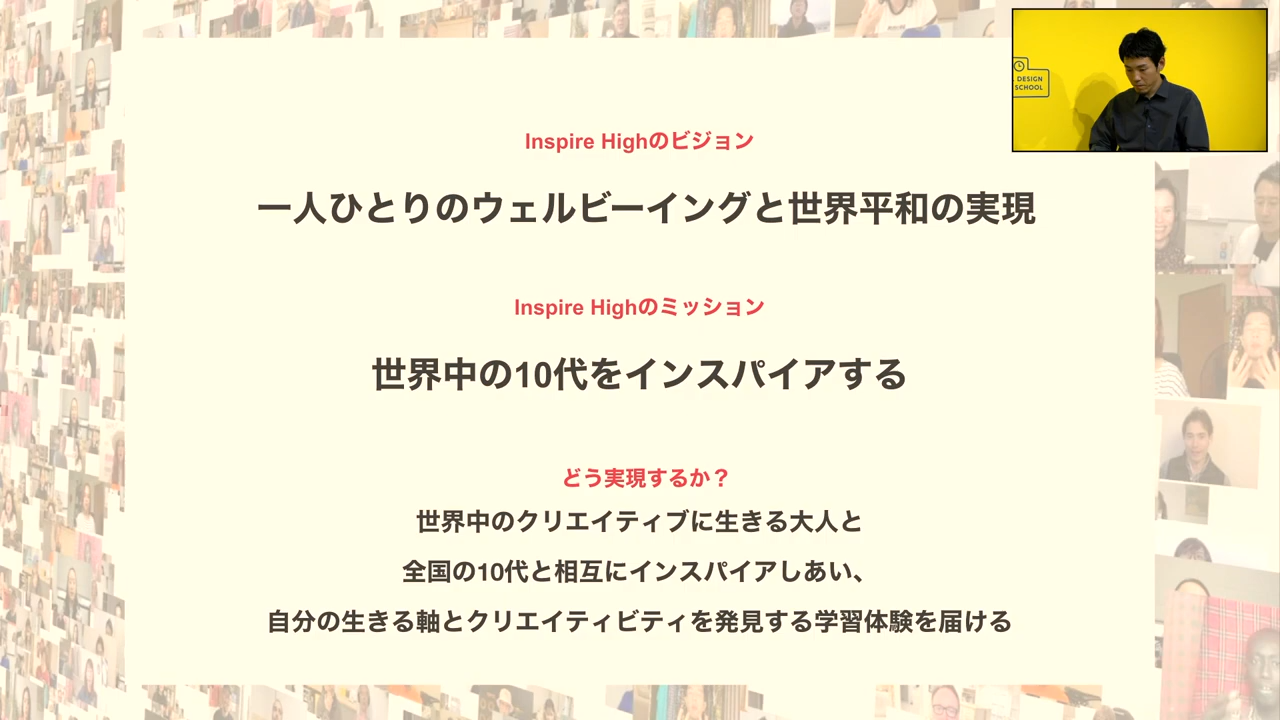 Inspire Highのビジョン
一人ひとりのウェルビーイングと世界平和の実現
Inspire Highのミッション
世界中の10代をインスパイアする
どう実現するか？
世界中のクリエイティブに生きる大人と
全国の10代と相互にインスパイアしあい、
自分の生きる軸とクリエイティビティを発見する学習体験を届ける
DESIGN
SCHOOL